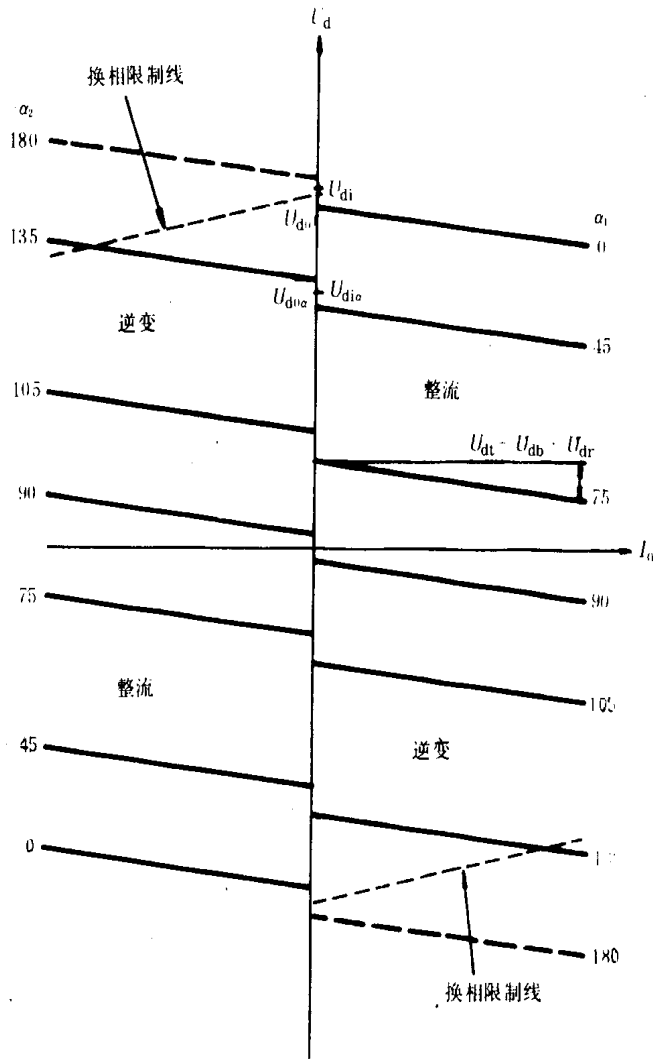 U_d
换相限制线
α₂
180
U_di
U_d0
α₁
0
135
U_d0α
U_diα
逆变
45
整流
105
U_dt - U_db - U_dr
75
90
I_d
75
90
整流
105
逆变
45
0
180
换相限制线